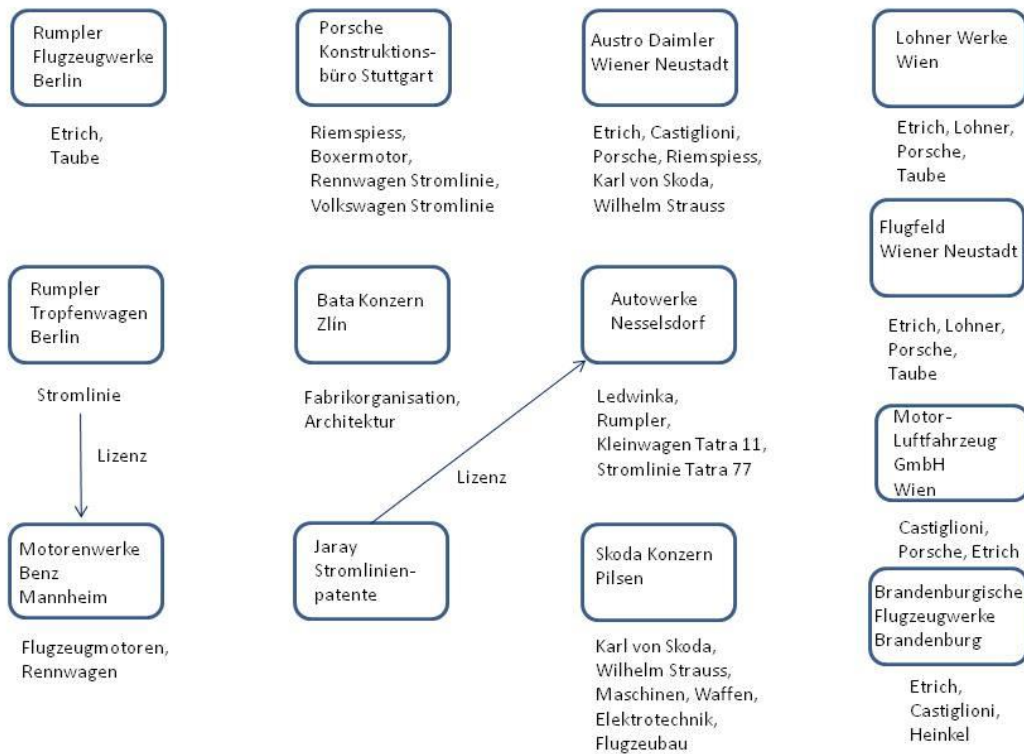 Rumpler
Flugzeugwerke
Berlin
Etrich,
Taube
Porsche
Konstruktions-
büro Stuttgart
Riemspiess,
Boxermotor,
Rennwagen Stromlinie,
Volkswagen Stromlinie
Austro Daimler
Wiener Neustadt
Etrich, Castiglioni,
Porsche, Riemspiess,
Karl von Skoda,
Wilhelm Strauss
Lohner Werke
Wien
Etrich, Lohner,
Porsche,
Taube
Flugfeld
Wiener Neustadt
Etrich, Lohner,
Porsche,
Taube
Rumpler
Tropfenwagen
Berlin
Stromlinie
Lizenz
Bata Konzern
Zlín
Fabrikorganisation,
Architektur
Autowerke
Nesselsdorf
Ledwinka,
Rumpler,
Kleinwagen Tatra 11,
Stromlinie Tatra 77
Lizenz
Motor-
Luftfahrzeug
GmbH
Wien
Castiglioni,
Porsche, Etrich
Motorenwerke
Benz
Mannheim
Flugzeugmotoren,
Rennwagen
Jaray
Stromlinien-
patente
Skoda Konzern
Pilsen
Karl von Skoda,
Wilhelm Strauss,
Maschinen, Waffen,
Elektrotechnik,
Flugzeubau
Brandenburgische
Flugzeugwerke
Brandenburg
Etrich,
Castiglioni,
Heinkel